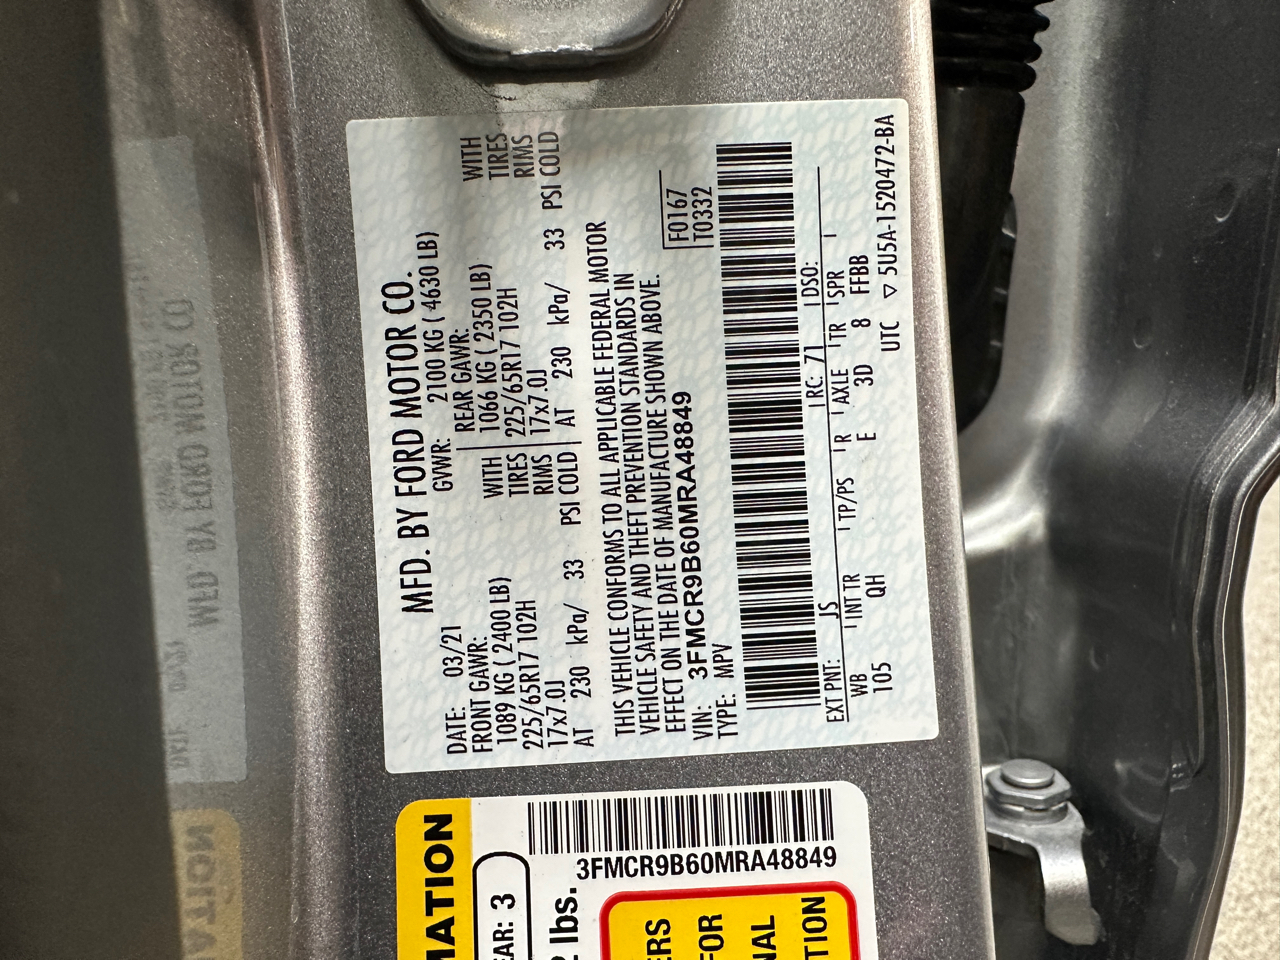 MFD. BY FORD MOTOR CO.
DATE: 03/21 GVWR: 2100 KG ( 4630 LB)
FRONT GAWR: REAR GAWR:
1089 KG ( 2400 LB) WITH 1066 KG ( 2350 LB) WITH
225/65R17 102H TIRES 225/65R17 102H TIRES
17x7.0J RIMS 17x7.0J RIMS
AT 230 kPa/ 33 PSI COLD AT 230 kPa/ 33 PSI COLD
THIS VEHICLE CONFORMS TO ALL APPLICABLE FEDERAL MOTOR
VEHICLE SAFETY AND THEFT PREVENTION STANDARDS IN
EFFECT ON THE DATE OF MANUFACTURE SHOWN ABOVE.
VIN: 3FMCR9B60MRA48849 F0167
TYPE: MPV T0332
EXT PNT: JS RC: 71 DSO:
WB INT TR TP/PS R AXLE TR SPR
105 QH E 3D 8 FFBB
UTC ▽ 5U5A-1520472-BA
MATION
EAR: 3
2 lbs.
3FMCR9B60MRA48849
ERS
FOR
NAL
TION